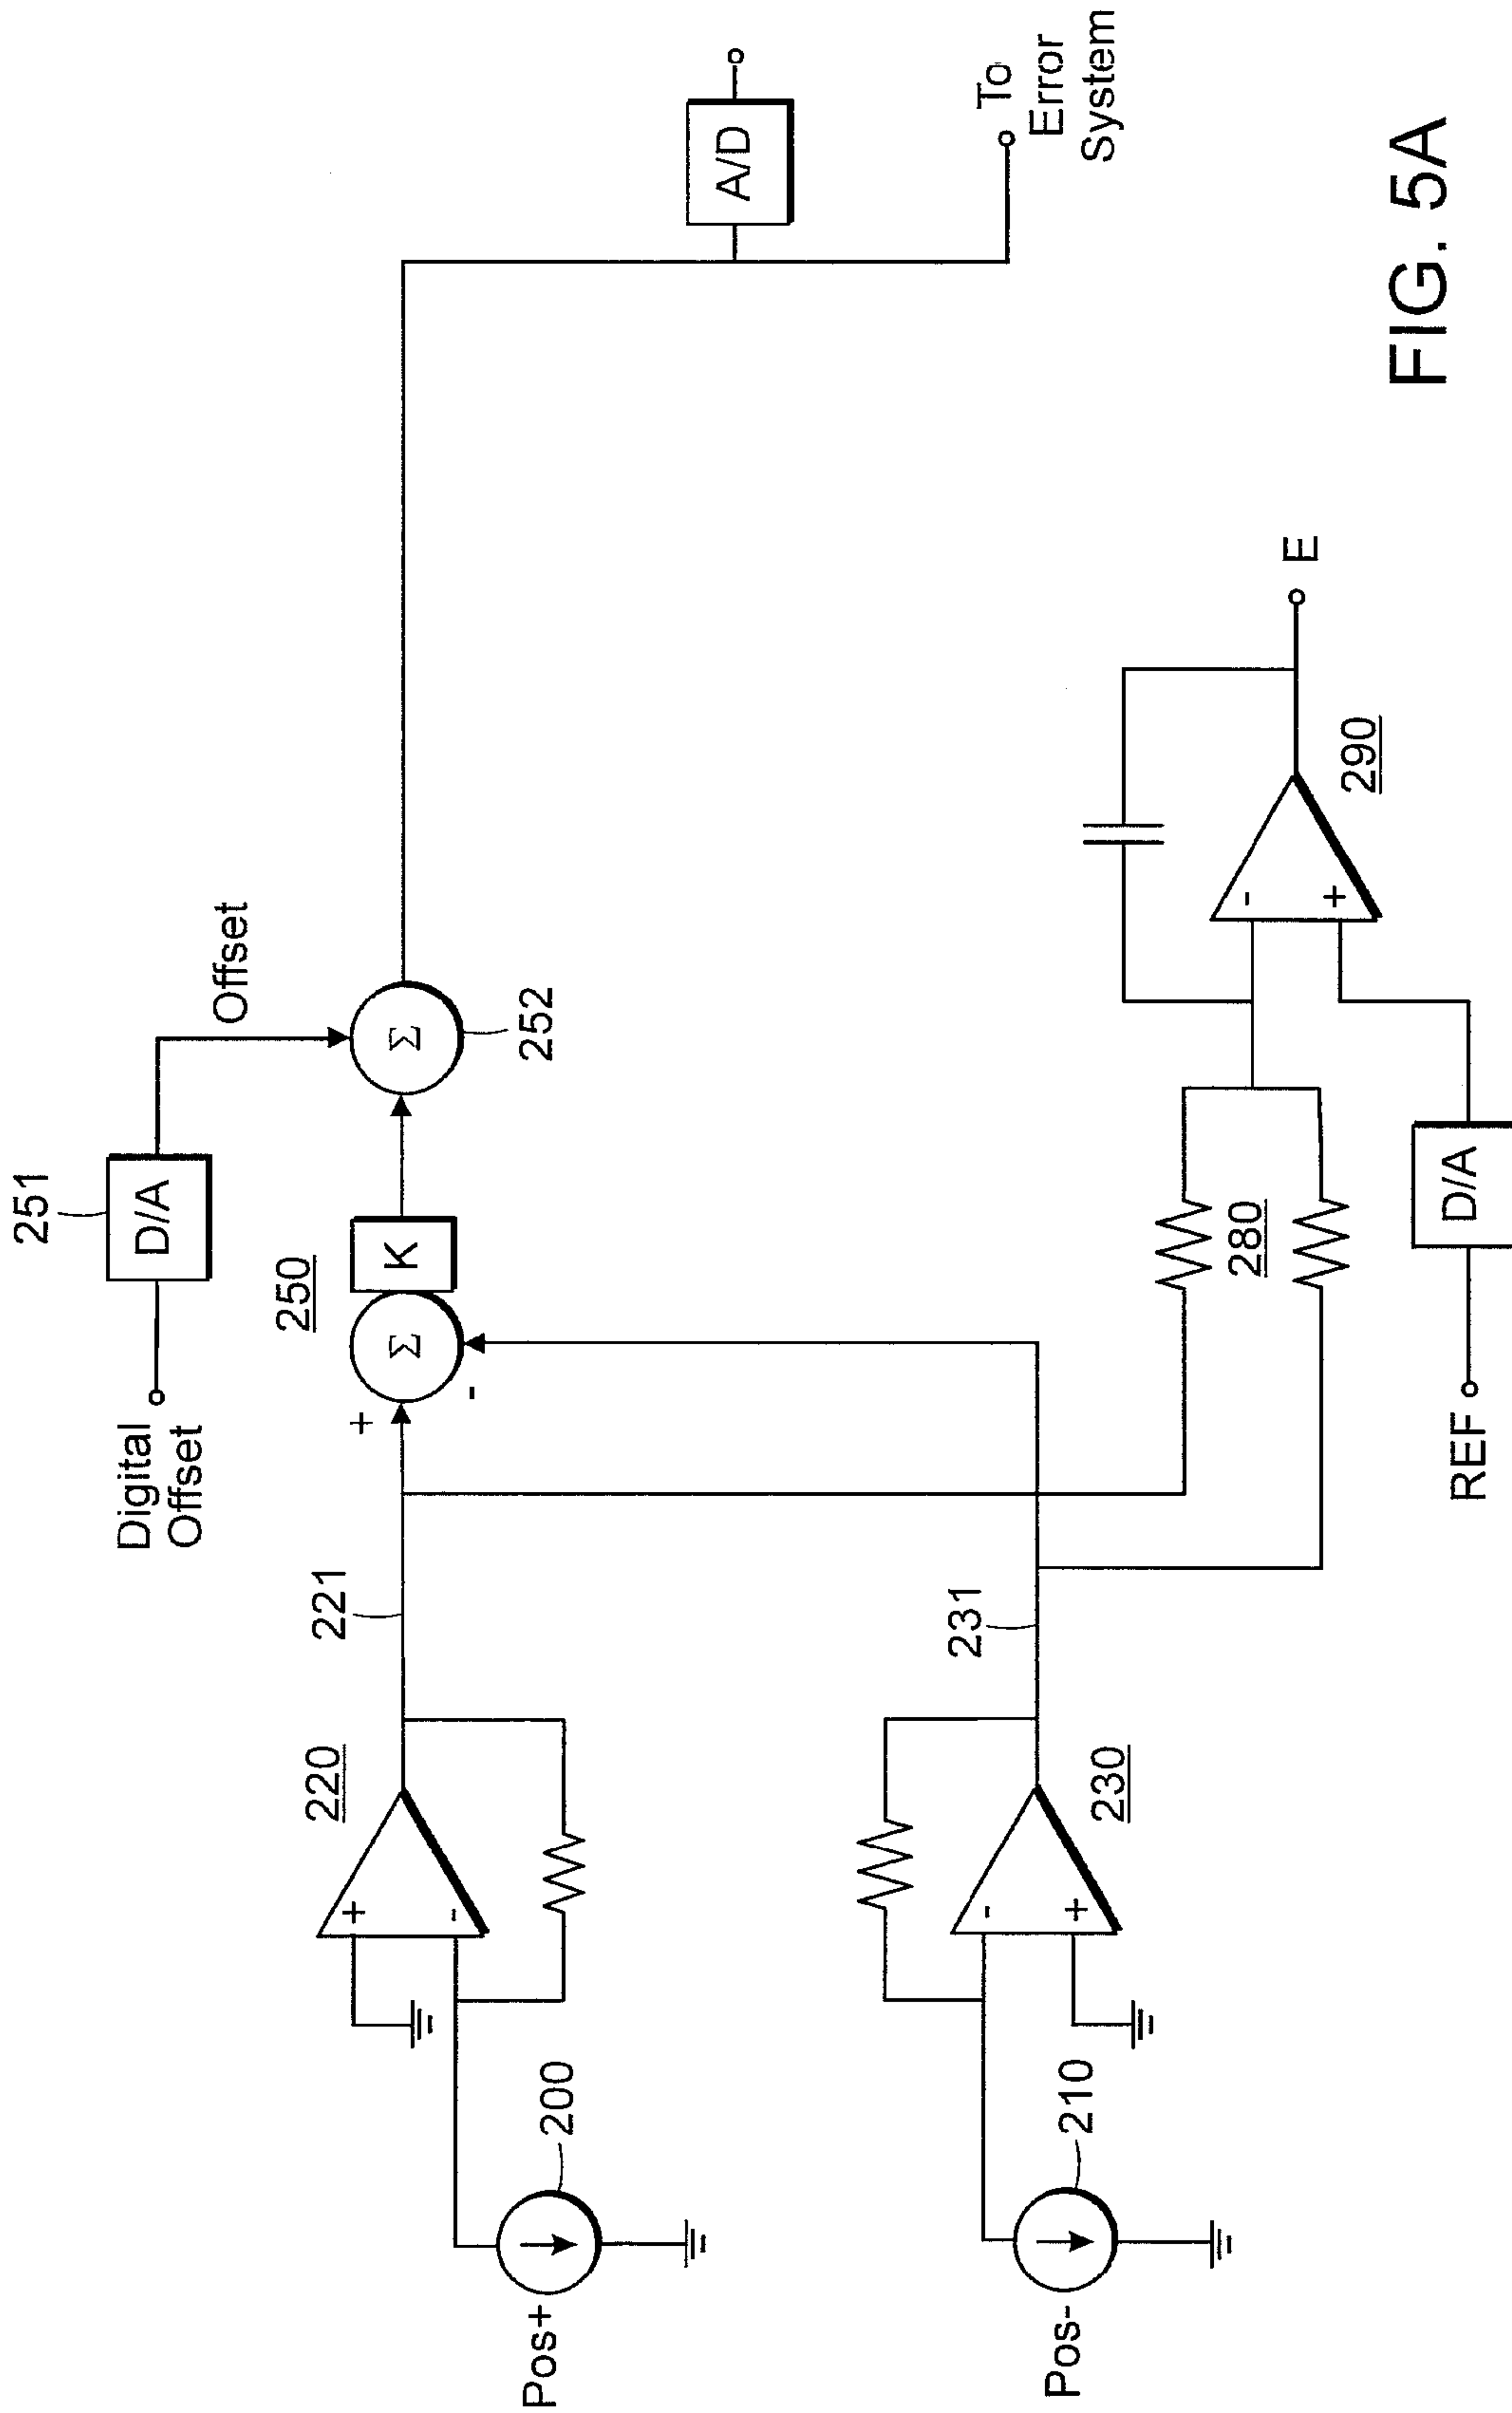 251
D/A
Digital
Offset
Offset
250
Σ
K
Σ
252
+
-
221
220
+
-
200
Pos+
A/D
To
Error
System
231
230
-
+
210
Pos-
280
290
-
+
E
D/A
REF
FIG. 5A